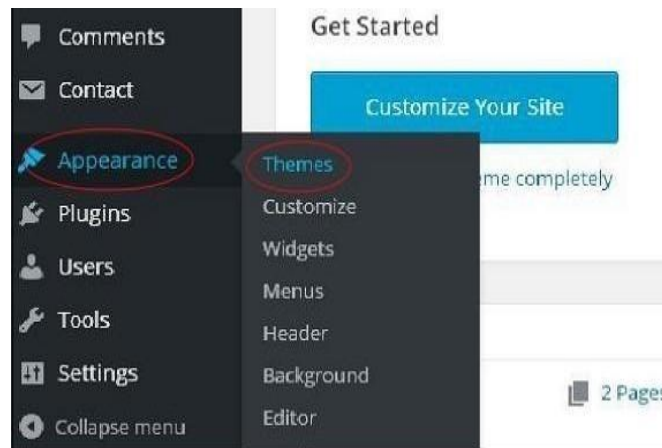 Comments
Contact
Appearance
Plugins
Users
Tools
Settings
Collapse menu
Themes
Customize
Widgets
Menus
Header
Background
Editor
Get Started
Customize Your Site
completely
2 Pages